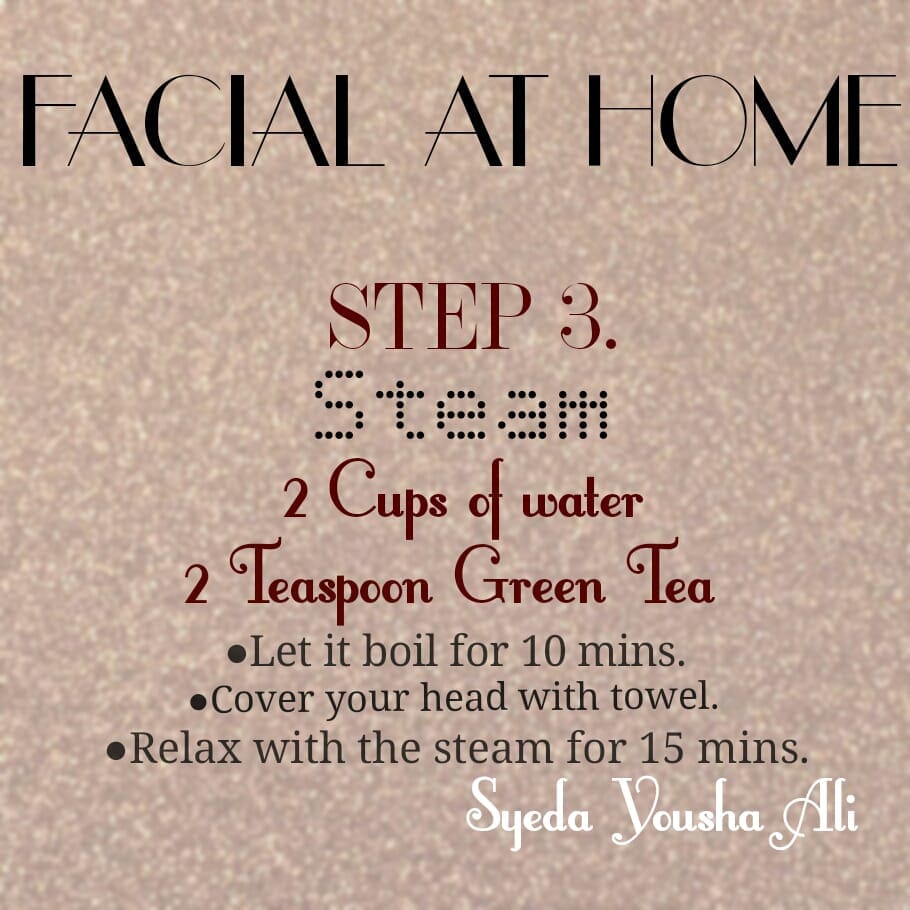 FACIAL AT HOME
STEP 3.
Steam
2 Cups of water
2 Teaspoon Green Tea
●Let it boil for 10 mins.
●Cover your head with towel.
●Relax with the steam for 15 mins.
Syeda Yousha Ali